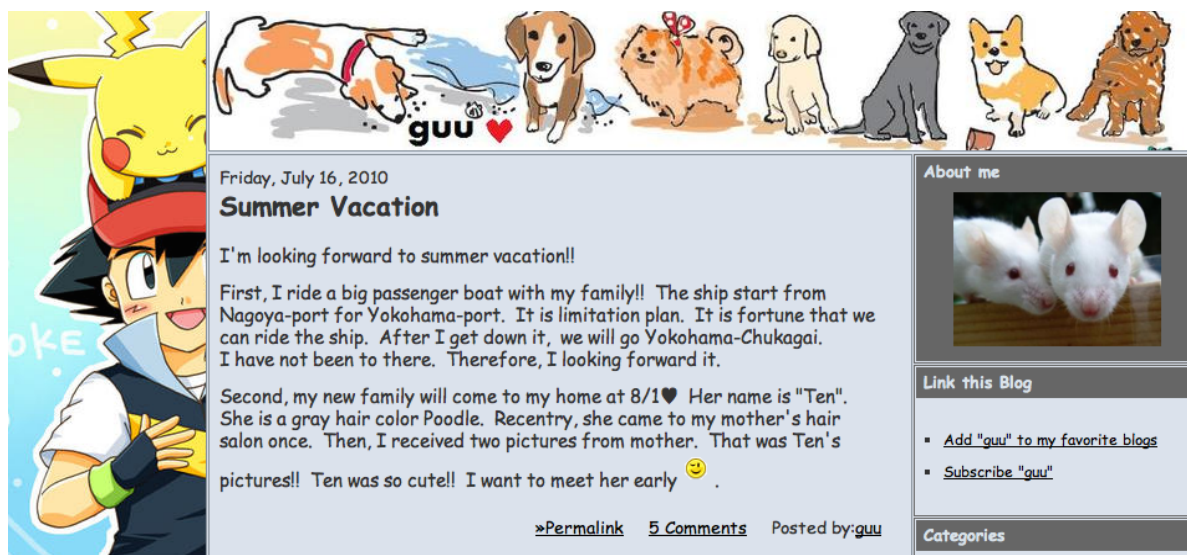 guu
Friday, July 16, 2010
Summer Vacation
I'm looking forward to summer vacation!!
First, I ride a big passenger boat with my family!! The ship start from
Nagoya-port for Yokohama-port. It is limitation plan. It is fortune that we
can ride the ship. After I get down it, we will go Yokohama-Chukagai.
I have not been to there. Therefore, I looking forward it.
Second, my new family will come to my home at 8/1♥ Her name is "Ten".
She is a gray hair color Poodle. Recentry, she came to my mother's hair
salon once. Then, I received two pictures from mother. That was Ten's
pictures!! Ten was so cute!! I want to meet her early .
»Permalink 5 Comments Posted by:guu
About me
Link this Blog
Add "guu" to my favorite blogs
Subscribe "guu"
Categories
OKE